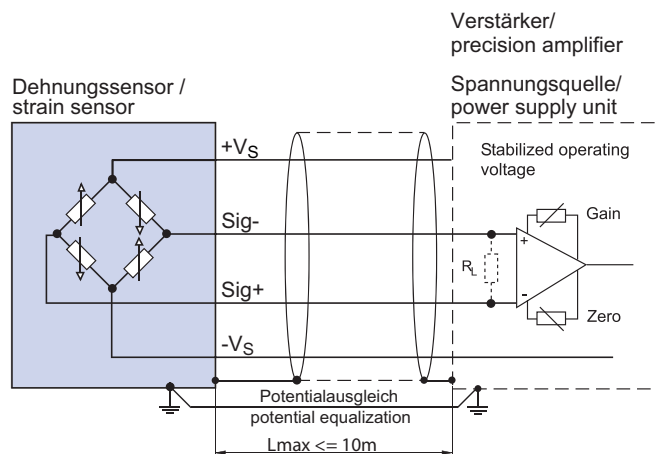 Verstärker/
precision amplifier
Dehnungssensor /
strain sensor
Spannungsquelle/
power supply unit
+VS
Stabilized operating
voltage
Sig-
Gain
+
RL
-
Sig+
Zero
-VS
Potentialausgleich
potential equalization
Lmax <= 10m